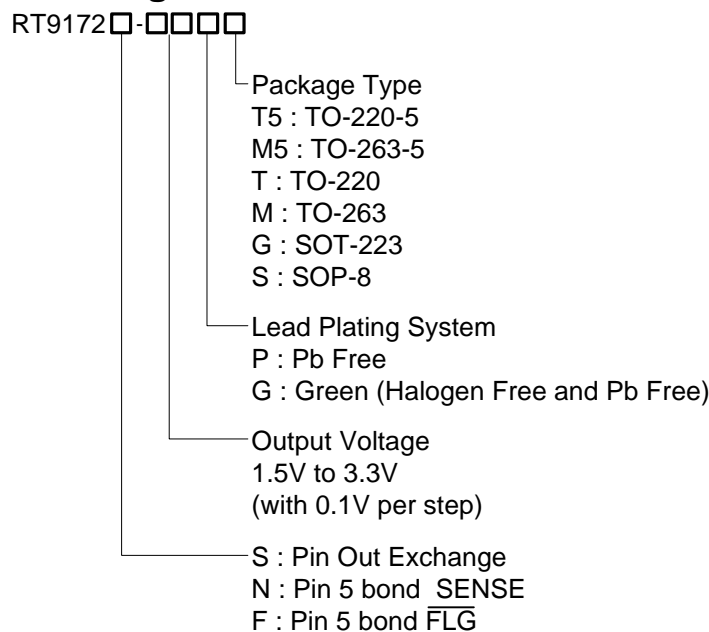 RT9172□-□□□□
Package Type
T5 : TO-220-5
M5 : TO-263-5
T : TO-220
M : TO-263
G : SOT-223
S : SOP-8
Lead Plating System
P : Pb Free
G : Green (Halogen Free and Pb Free)
Output Voltage
1.5V to 3.3V
(with 0.1V per step)
S : Pin Out Exchange
N : Pin 5 bond SENSE
F : Pin 5 bond F̅L̅G̅